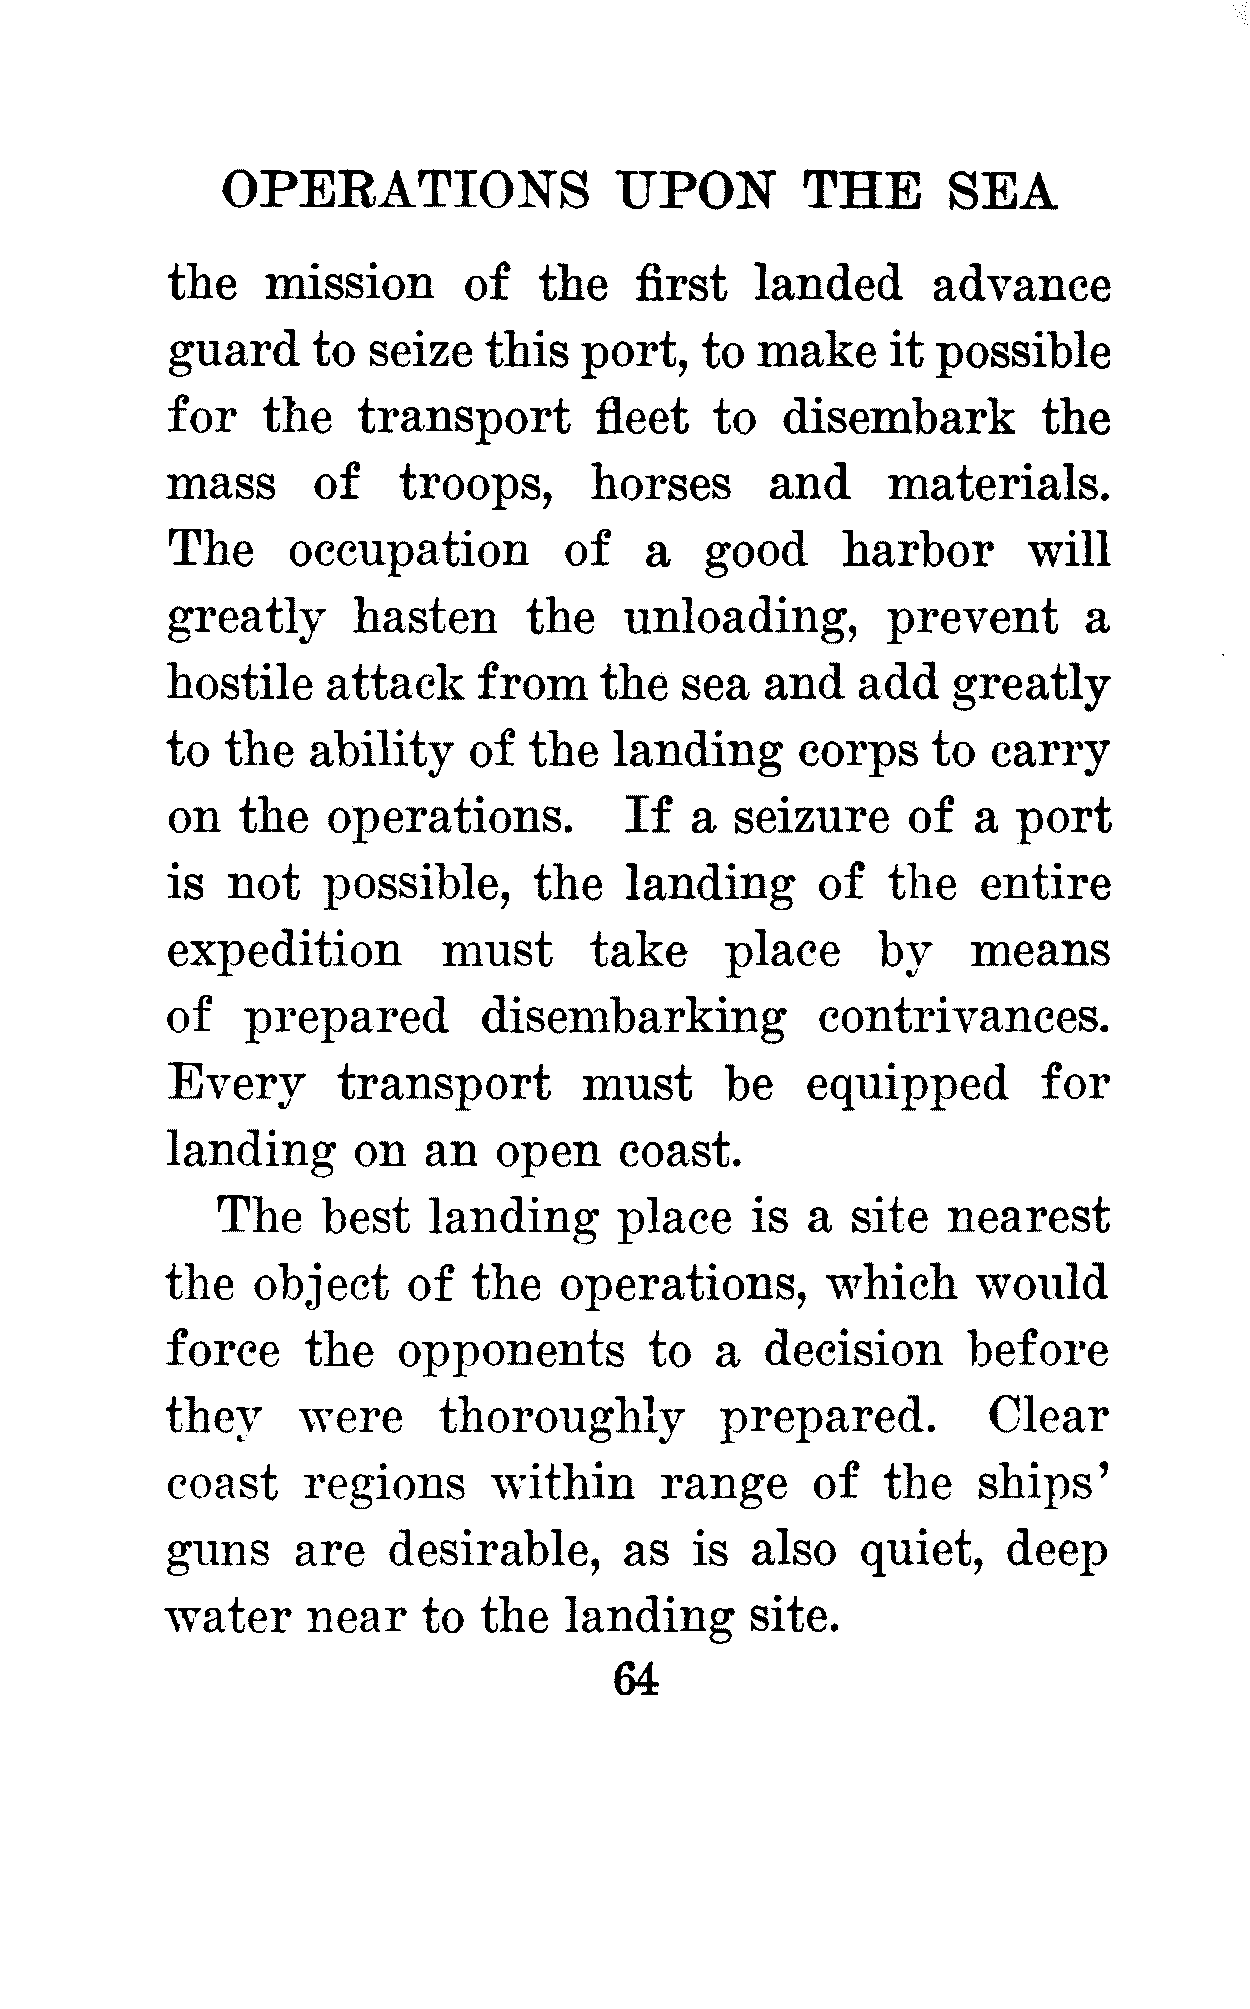 OPERATIONS UPON THE SEA
the mission of the first landed advance
guard to seize this port, to make it possible
for the transport fleet to disembark the
mass of troops, horses and materials.
The occupation of a good harbor will
greatly hasten the unloading, prevent a
hostile attack from the sea and add greatly
to the ability of the landing corps to carry
on the operations. If a seizure of a port
is not possible, the landing of the entire
expedition must take place by means
of prepared disembarking contrivances.
Every transport must be equipped for
landing on an open coast.
The best landing place is a site nearest
the object of the operations, which would
force the opponents to a decision before
they were thoroughly prepared. Clear
coast regions within range of the ships'
guns are desirable, as is also quiet, deep
water near to the landing site.
64